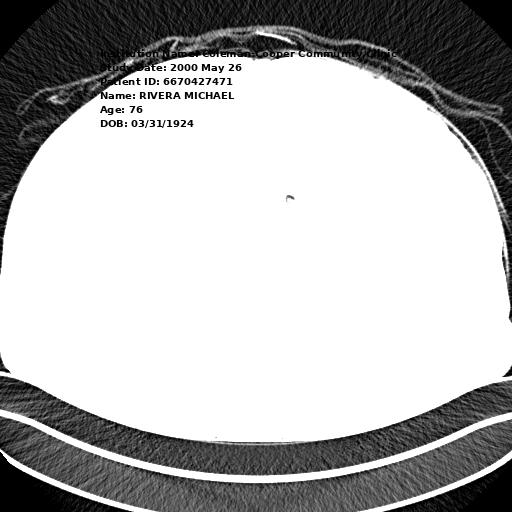 Institution Name: Coleman-Cooper Community Clinic
Study Date: 2000 May 26
Patient ID: 6670427471
Name: RIVERA MICHAEL
Age: 76
DOB: 03/31/1924